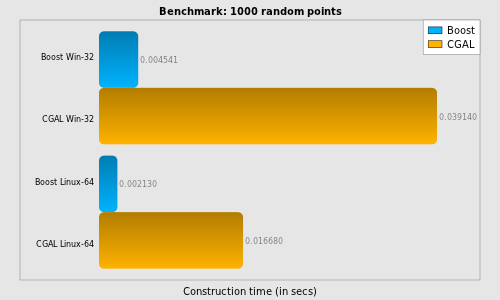 Benchmark: 1000 random points
Boost
CGAL
Boost Win-32
0.004541
CGAL Win-32
0.039140
Boost Linux-64
0.002130
CGAL Linux-64
0.016680
Construction time (in secs)